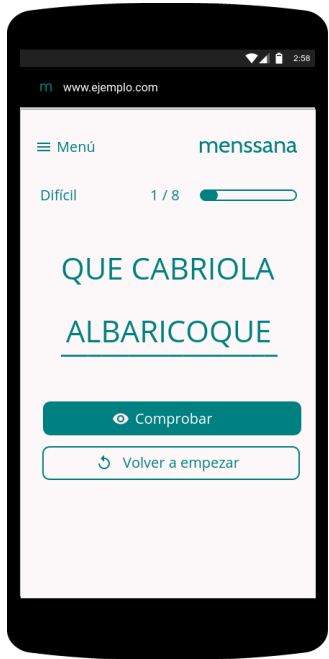 2:58
m www.ejemplo.com
Menú menssana
Difícil 1 / 8
QUE CABRIOLA
ALBARICOQUE
Comprobar
Volver a empezar